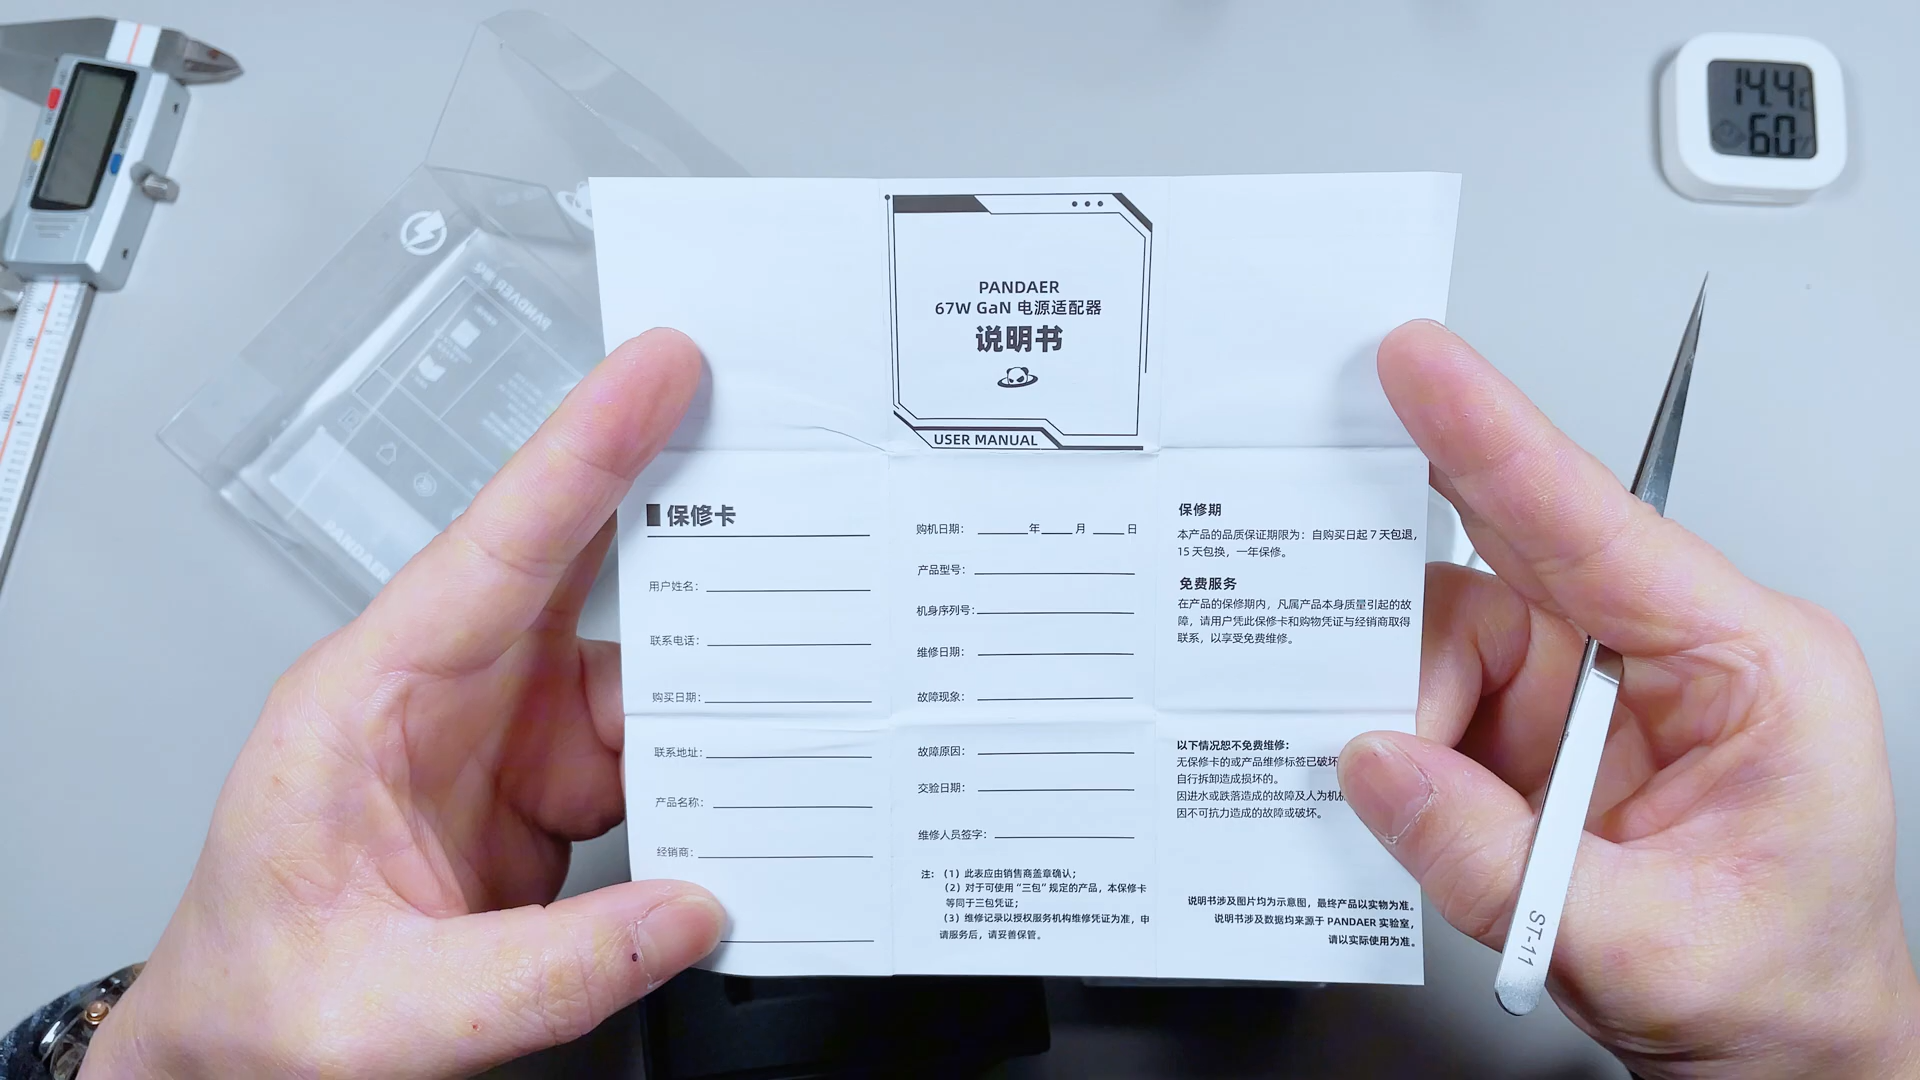 14.4
60
PANDAER
67W GaN 电源适配器
说明书
USER MANUAL
保修卡
用户姓名：
联系电话：
购买日期：
联系地址：
产品名称：
经销商：
购机日期： 年 月 日
产品型号：
机身序列号：
维修日期：
故障现象：
故障原因：
交验日期：
维修人员签字：
注：（1）此表应由销售商盖章确认；
（2）对于可使用“三包”规定的产品，本保修卡
等同于三包凭证；
（3）维修记录以授权服务机构维修凭证为准，申
请服务后，请妥善保管。
保修期
本产品的品质保证期限为：自购买日起 7 天包退，
15 天包换，一年保修。
免费服务
在产品的保修期内，凡属产品本身质量引起的故
障，请用户凭此保修卡和购物凭证与经销商取得
联系，以享受免费维修。
以下情况恕不免费维修：
无保修卡的或产品维修标签已破坏
自行拆卸造成损坏的。
因进水或跌落造成的故障及人为机
因不可抗力造成的故障或破坏。
说明书涉及图片均为示意图，最终产品以实物为准。
说明书涉及数据均来源于 PANDAER 实验室，
请以实际使用为准。
ST-11
PANDAER